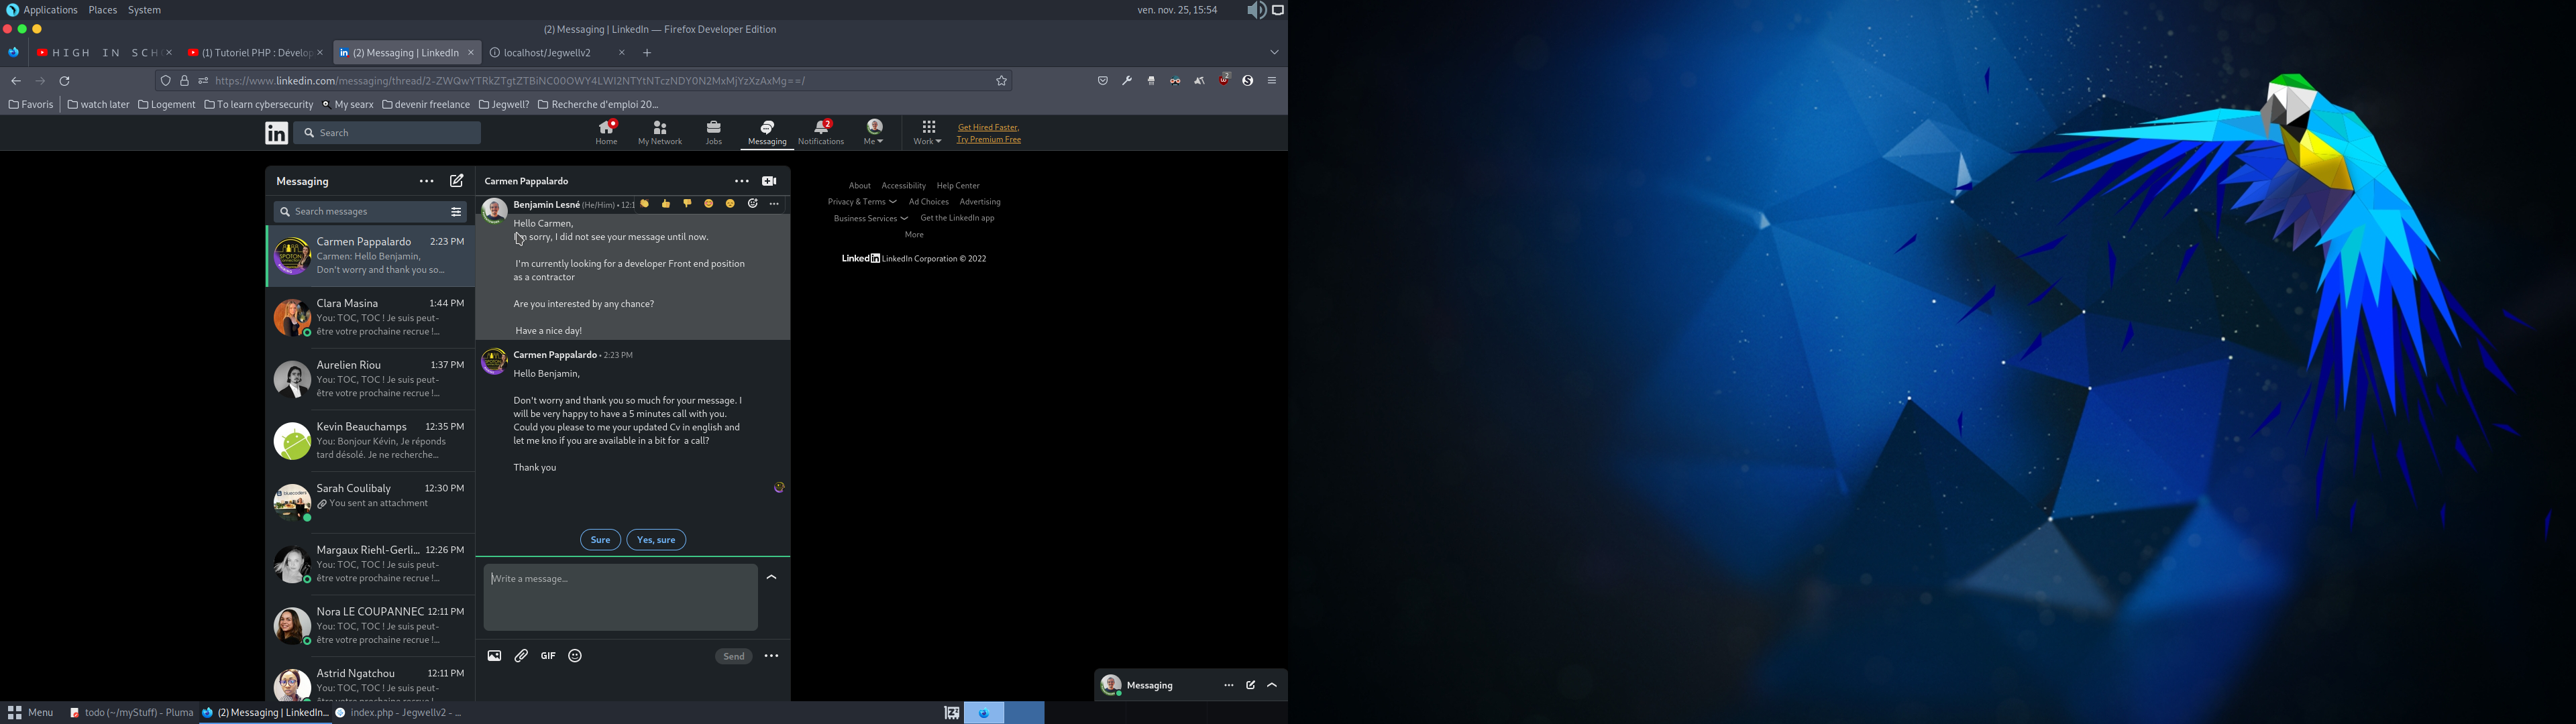 Applications Places System
ven. nov. 25, 15:54
(2) Messaging | LinkedIn — Firefox Developer Edition
H I G H I N S C H
(1) Tutoriel PHP : Dévelop
(2) Messaging | LinkedIn
localhost/Jegwellv2
https://www.linkedin.com/messaging/thread/2-ZWQwYTRkZTgtZTBiNC00OWY4LWI2NTYtNTczNDY0N2MxMjYzXzAxMg==/
Favoris watch later Logement To learn cybersecurity My searx devenir freelance Jegwell? Recherche d'emploi 20...
in Search
Home My Network Jobs Messaging Notifications Me Work
2
Get Hired Faster,
Try Premium Free
Messaging
Search messages
Carmen Pappalardo 2:23 PM
Carmen: Hello Benjamin,
Don't worry and thank you so...
Clara Masina 1:44 PM
You: TOC, TOC ! Je suis peut-
être votre prochaine recrue !...
Aurelien Riou 1:37 PM
You: TOC, TOC ! Je suis peut-
être votre prochaine recrue !...
Kevin Beauchamps 12:35 PM
You: Bonjour Kévin, Je réponds
tard désolé. Je ne recherche...
Sarah Coulibaly 12:30 PM
You sent an attachment
Margaux Riehl-Gerli... 12:26 PM
You: TOC, TOC ! Je suis peut-
être votre prochaine recrue !...
Nora LE COUPANNEC 12:11 PM
You: TOC, TOC ! Je suis peut-
être votre prochaine recrue !...
Astrid Ngatchou 12:11 PM
You: TOC, TOC ! Je suis peut-
Carmen Pappalardo
Benjamin Lesné (He/Him) • 12:1
Hello Carmen,
I'm sorry, I did not see your message until now.
I'm currently looking for a developer Front end position
as a contractor
Are you interested by any chance?
Have a nice day!
Carmen Pappalardo • 2:23 PM
Hello Benjamin,
Don't worry and thank you so much for your message. I
will be very happy to have a 5 minutes call with you.
Could you please to me your updated Cv in english and
let me kno if you are available in a bit for a call?
Thank you
Sure Yes, sure
Write a message...
GIF Send
About Accessibility Help Center
Privacy & Terms Ad Choices Advertising
Business Services Get the LinkedIn app
More
LinkedIn LinkedIn Corporation © 2022
Messaging
Menu todo (~/myStuff) - Pluma (2) Messaging | LinkedIn... index.php - Jegwellv2 - ...